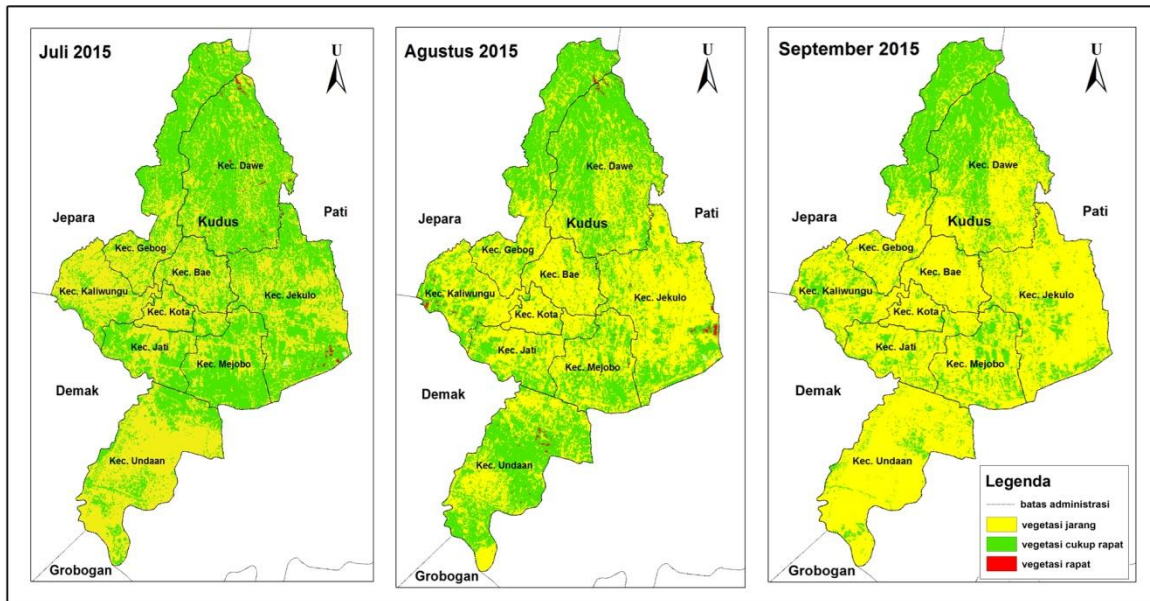 Juli 2015
U
Kec. Dawe
Jepara
Kudus
Pati
Kec. Gebog
Kec. Bae
Kec. Kaliwungu
Kec. Jekulo
Kec. Kota
Kec. Jati
Kec. Mejobo
Demak
Kec. Undaan
Grobogan
Agustus 2015
U
Kec. Dawe
Jepara
Kudus
Pati
Kec. Gebog
Kec. Bae
Kec. Kaliwungu
Kec. Jekulo
Kec. Kota
Kec. Jati
Kec. Mejobo
Demak
Kec. Undaan
Grobogan
September 2015
U
Kec. Dawe
Jepara
Kudus
Pati
Kec. Gebog
Kec. Bae
Kec. Kaliwungu
Kec. Jekulo
Kec. Kota
Kec. Jati
Kec. Mejobo
Demak
Kec. Undaan
Grobogan
Legenda
batas administrasi
vegetasi jarang
vegetasi cukup rapat
vegetasi rapat